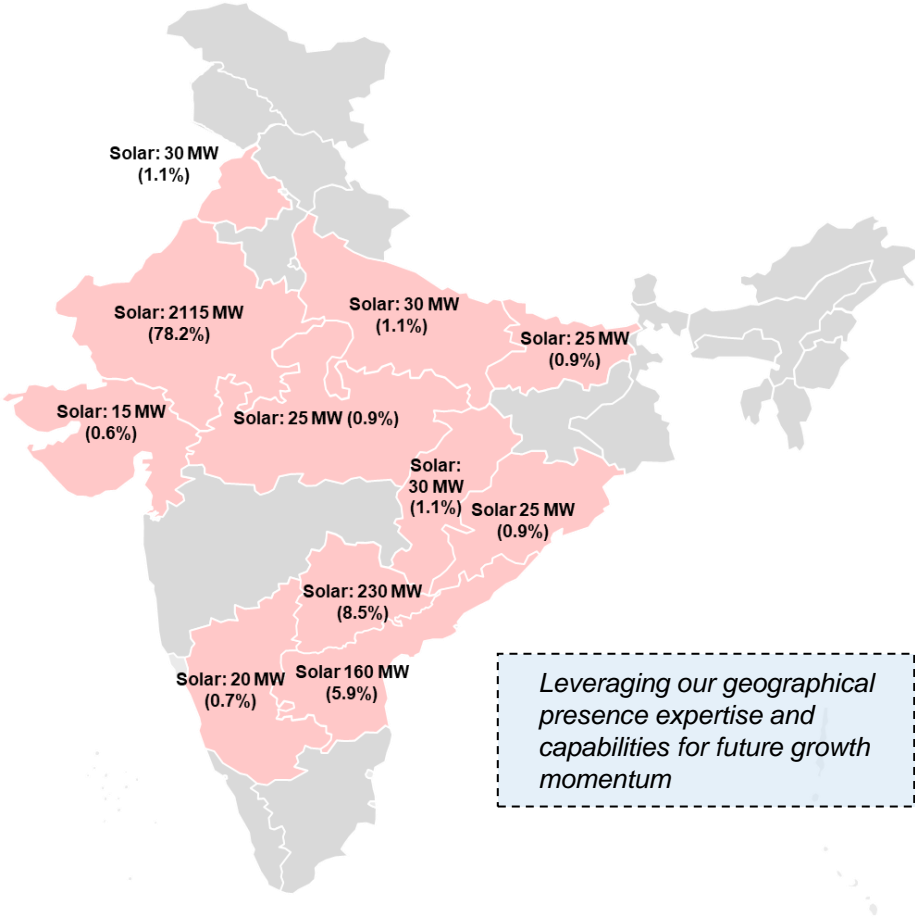 Solar: 30 MW
(1.1%)
Solar: 2115 MW
(78.2%)
Solar: 30 MW
(1.1%)
Solar: 25 MW
(0.9%)
Solar: 15 MW
(0.6%)
Solar: 25 MW (0.9%)
Solar:
30 MW
(1.1%)
Solar 25 MW
(0.9%)
Solar: 230 MW
(8.5%)
Solar: 20 MW
(0.7%)
Solar 160 MW
(5.9%)
Leveraging our geographical
presence expertise and
capabilities for future growth
momentum